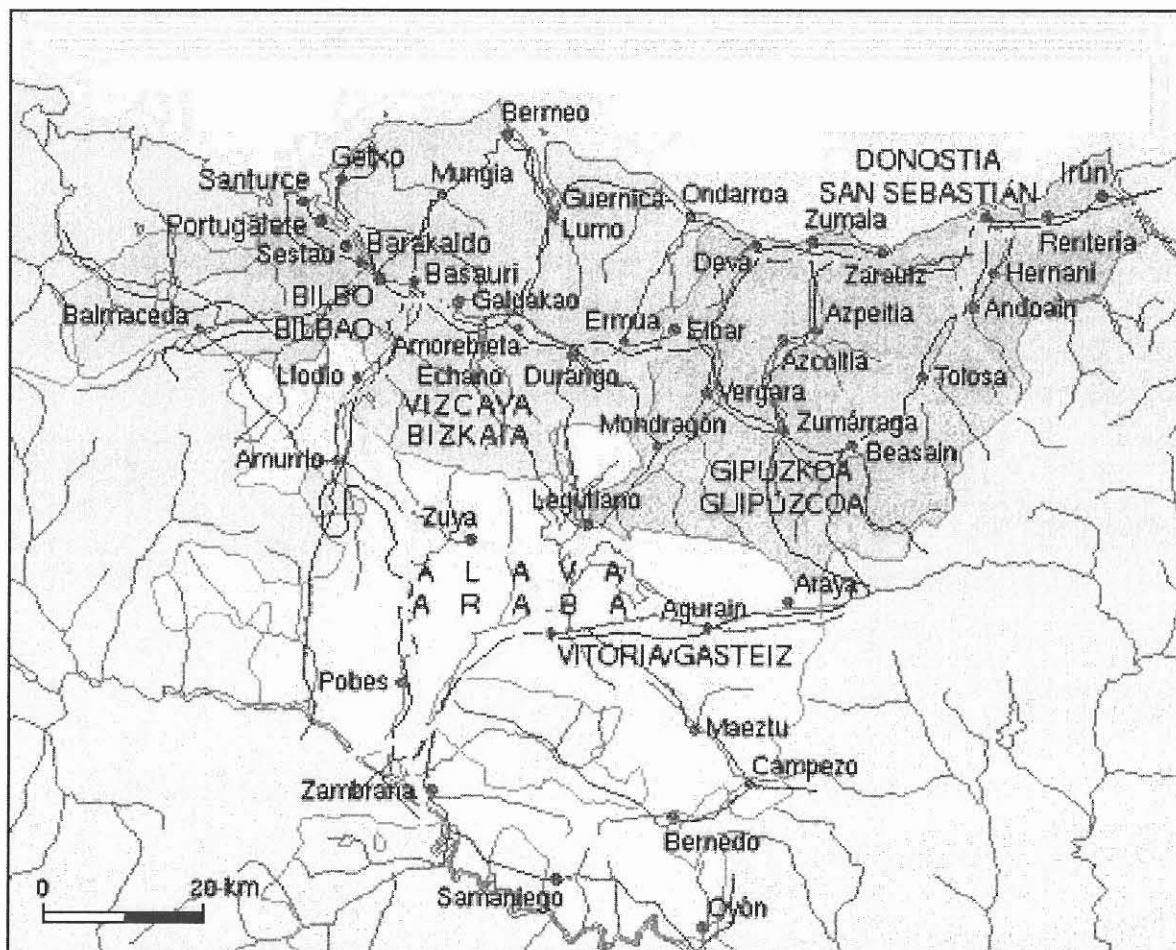 Bermeo
DONOSTIA
SAN SEBASTIÁN
Irún
Getxo
Santurce
Mungia
Guernica-
Lumo
Ondarroa
Zumaia
Portugalete
Sestao
Barakaldo
Deva
Zarautz
Rentería
Basauri
Hernani
BILBO
BILBAO
Galdakao
Balmaceda
Ermua
Eibar
Azpeitia
Andoain
Amorebieta-
Echano
Durango
Azcoitia
Llodio
Vergara
Tolosa
VIZCAYA
BIZKAIA
Mondragón
Zumárraga
Beasain
Amurrio
GIPUZKOA
GUIPÚZCOA
Legutiano
Zuya
Á L A V A
A R A B A
Araya
Agurain
VITORIA/GASTEIZ
Pobes
Maeztu
Campezo
Zambrana
Bernedo
0 20 km
Samaniego
Oyón